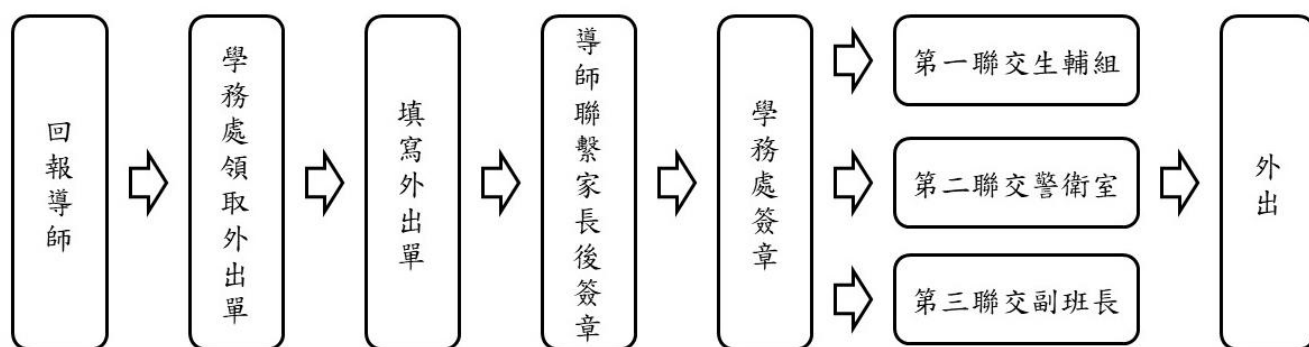 回報導師
學務處領取外出單
填寫外出單
導師聯繫家長後簽章
學務處簽章
第一聯交生輔組
第二聯交警衛室
第三聯交副班長
外出